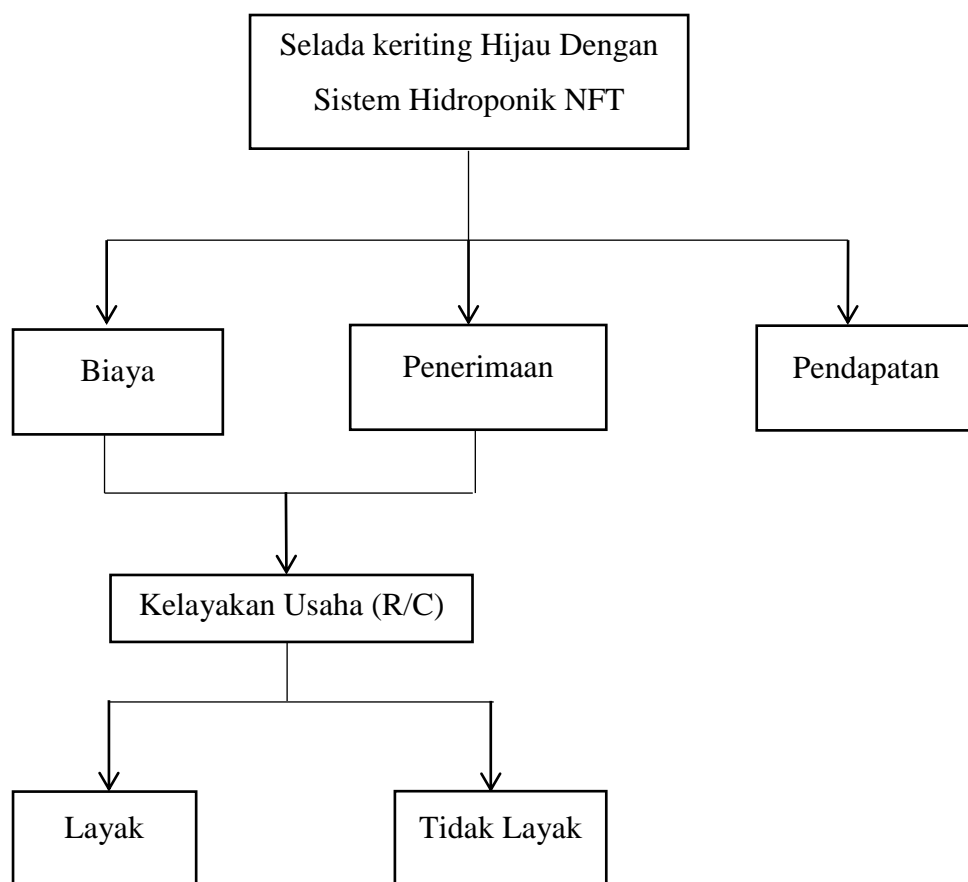 Selada keriting Hijau Dengan
Sistem Hidroponik NFT
Biaya
Penerimaan
Pendapatan
Kelayakan Usaha (R/C)
Layak
Tidak Layak